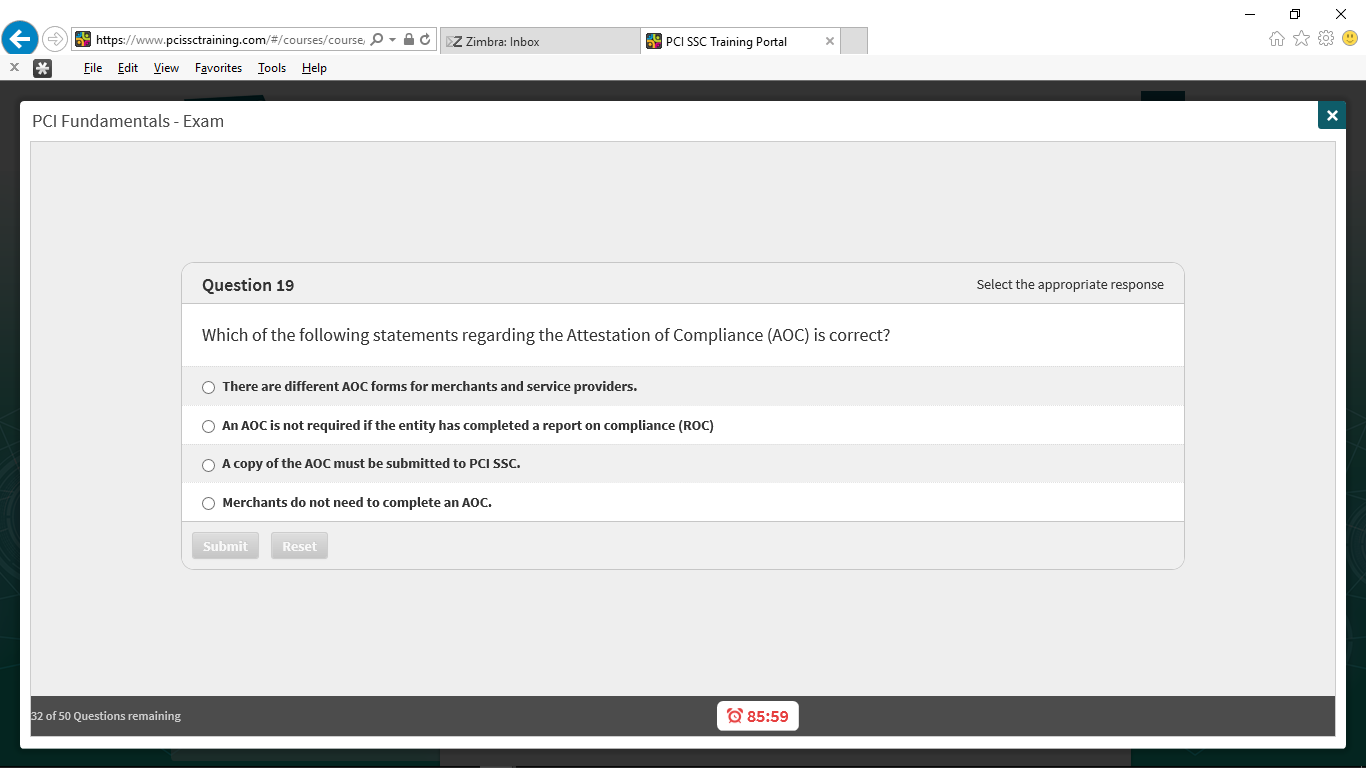 https://www.pcissctraining.com/#/courses/course,
Zimbra: Inbox
PCI SSC Training Portal
File Edit View Favorites Tools Help
PCI Fundamentals - Exam
Question 19
Select the appropriate response
Which of the following statements regarding the Attestation of Compliance (AOC) is correct?
There are different AOC forms for merchants and service providers.
An AOC is not required if the entity has completed a report on compliance (ROC)
A copy of the AOC must be submitted to PCI SSC.
Merchants do not need to complete an AOC.
Submit Reset
32 of 50 Questions remaining
85:59